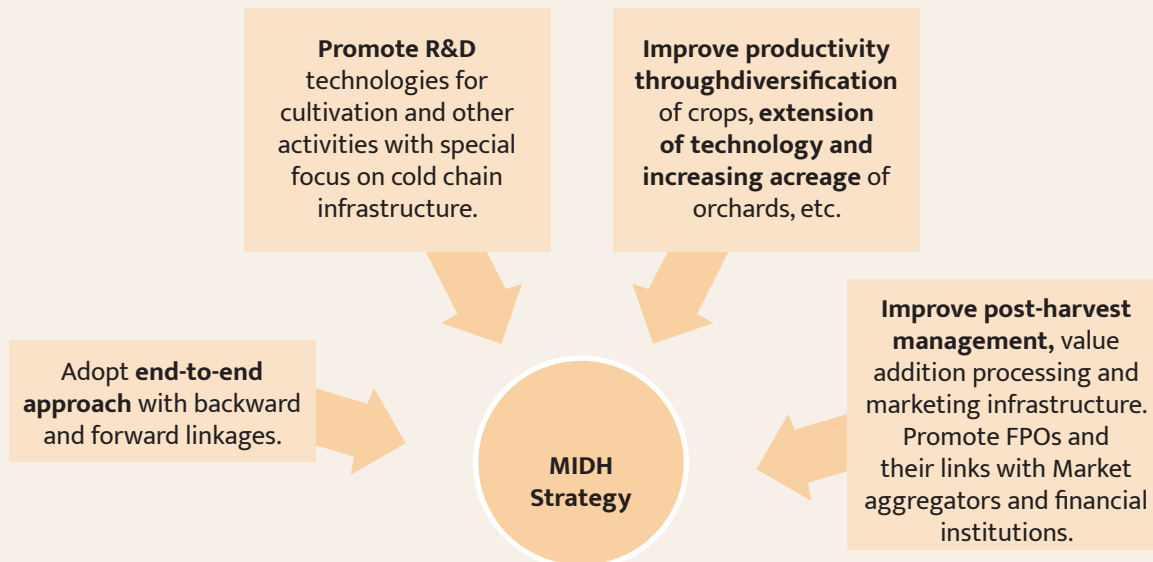 Promote R&D
technologies for
cultivation and other
activities with special
focus on cold chain
infrastructure.
Improve productivity
throughdiversification
of crops, extension
of technology and
increasing acreage of
orchards, etc.
Adopt end-to-end
approach with backward
and forward linkages.
Improve post-harvest
management, value
addition processing and
marketing infrastructure.
Promote FPOs and
their links with Market
aggregators and financial
institutions.
MIDH
Strategy